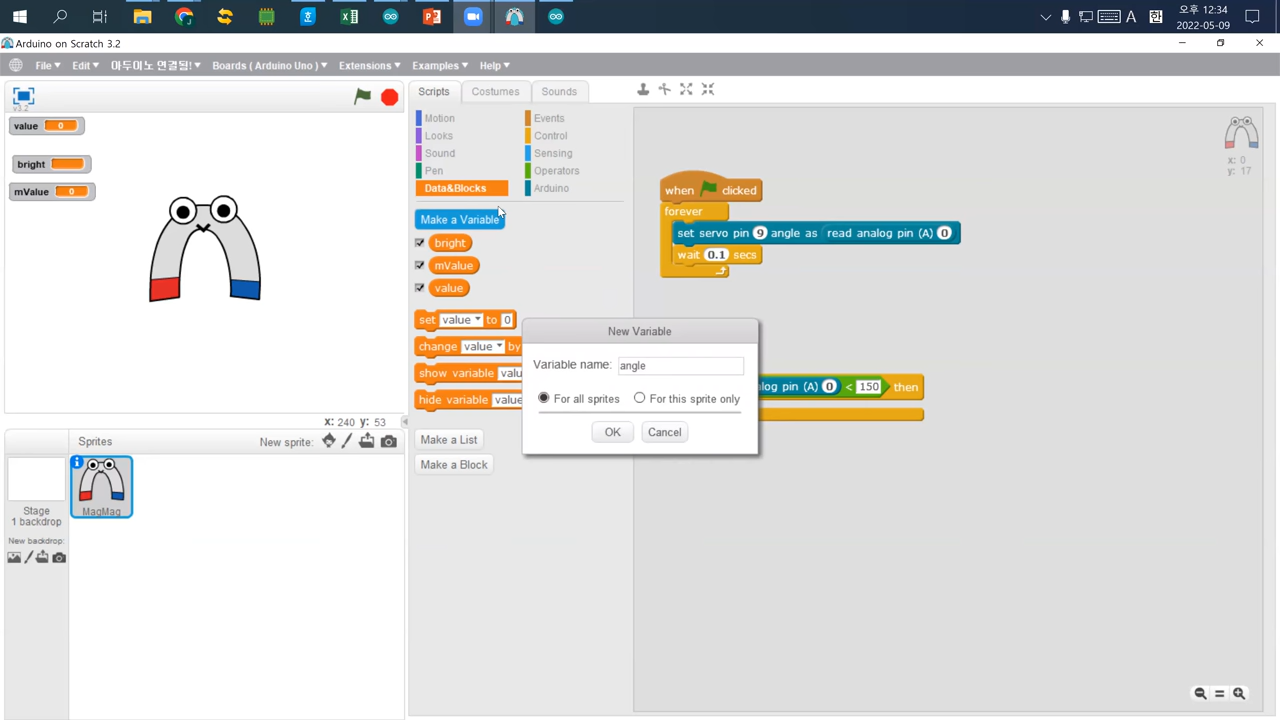 A 한 오후 12:34
2022-05-09
Arduino on Scratch 3.2
File Edit 아두이노 연결됨! Boards ( Arduino Uno ) Extensions Examples Help
v3.2
value 0
bright
mValue 0
x: 240 y: 53
Sprites New sprite:
Stage
1 backdrop
New backdrop:
MagMag
Scripts Costumes Sounds
Motion Events
Looks Control
Sound Sensing
Pen Operators
Data&Blocks Arduino
Make a Variable
bright
mValue
value
set value to 0
change value by
show variable valu
hide variable value
Make a List
Make a Block
x: 0
y: 17
when clicked
forever
set servo pin 9 angle as read analog pin (A) 0
wait 0.1 secs
alog pin (A) 0 < 150 then
New Variable
Variable name: angle
For all sprites For this sprite only
OK Cancel